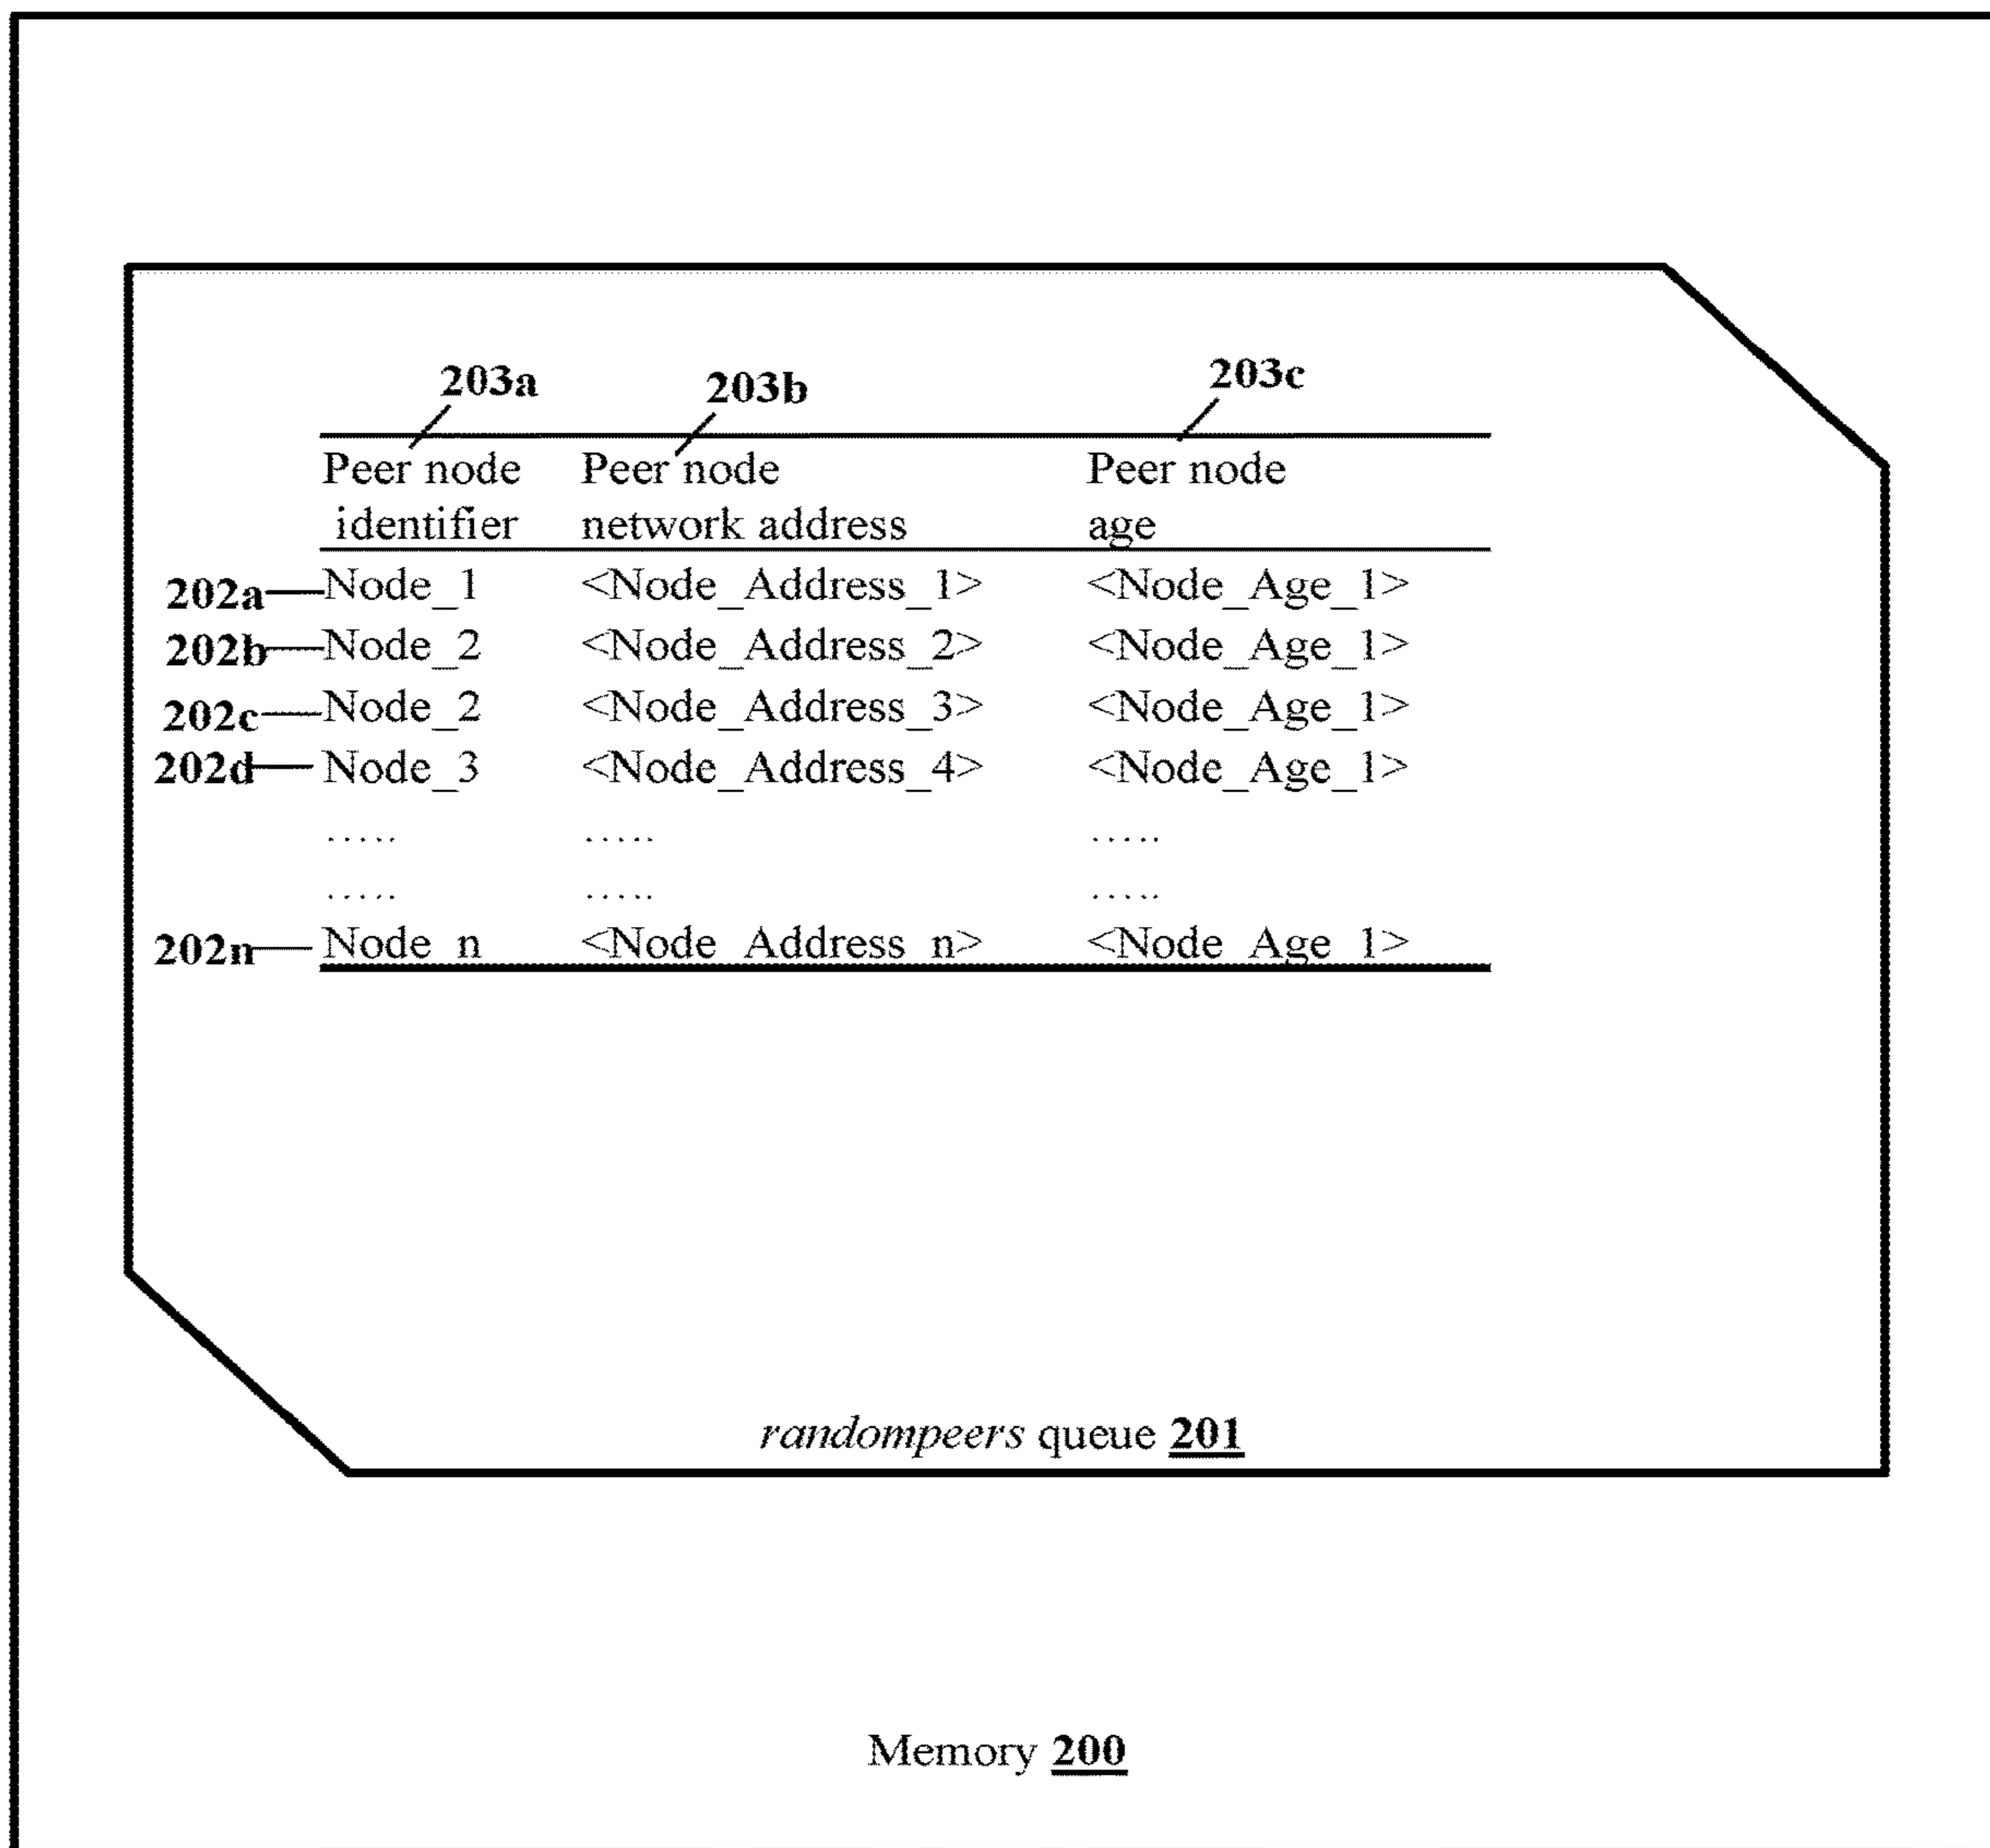 203a 203b 203c
Peer node Peer node Peer node
identifier network address age
202a Node_1 <Node_Address_1> <Node_Age_1>
202b Node_2 <Node_Address_2> <Node_Age_1>
202c Node_2 <Node_Address_3> <Node_Age_1>
202d Node_3 <Node_Address_4> <Node_Age_1>
..... ..... .....
..... ..... .....
202n Node_n <Node_Address_n> <Node_Age_1>
randompeers queue 201
Memory 200